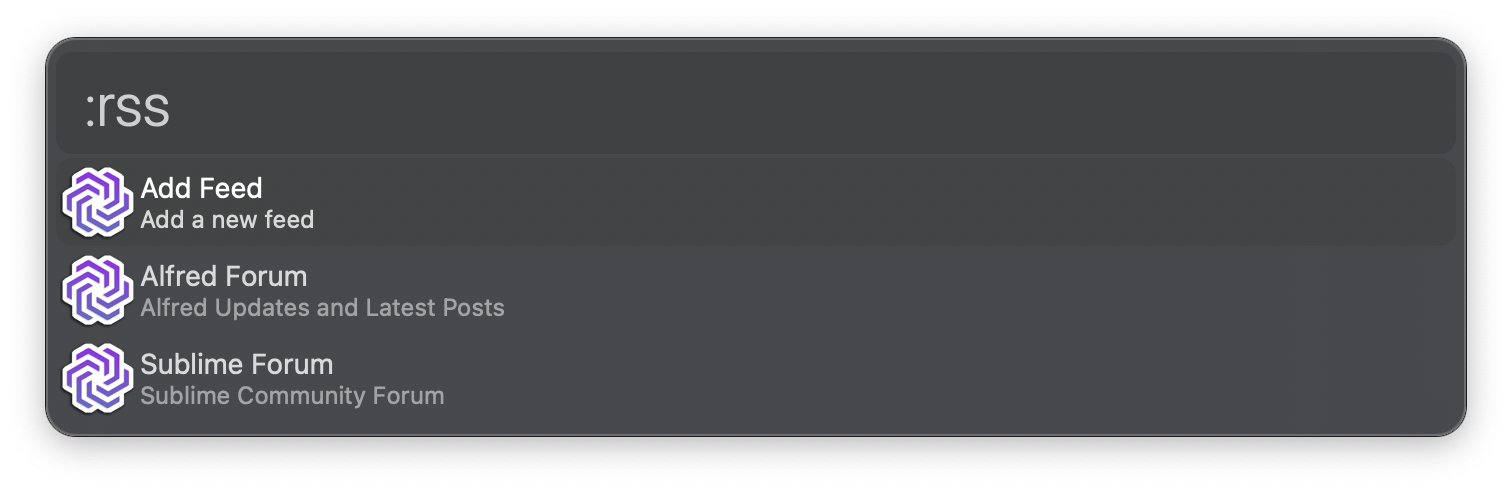 :rss
Add Feed
Add a new feed
Alfred Forum
Alfred Updates and Latest Posts
Sublime Forum
Sublime Community Forum